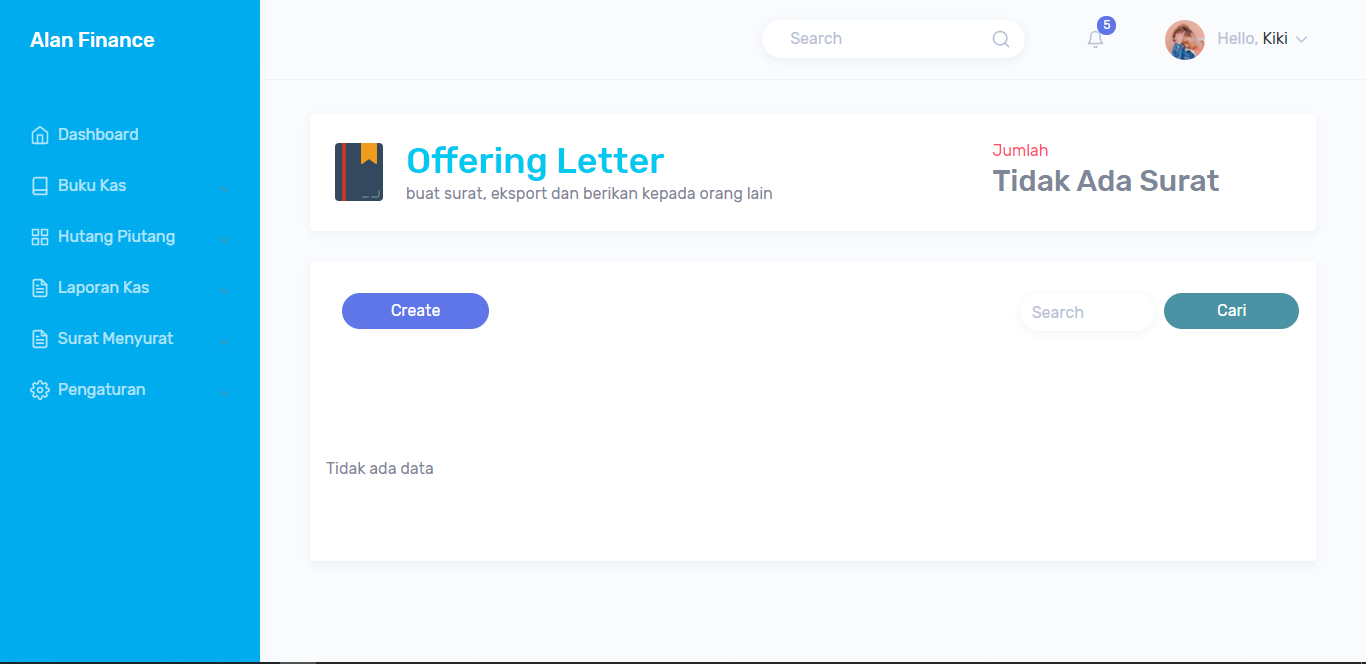 Alan Finance
Search
5
Hello, Kiki
Dashboard
Buku Kas
Hutang Piutang
Laporan Kas
Surat Menyurat
Pengaturan
Offering Letter
buat surat, eksport dan berikan kepada orang lain
Jumlah
Tidak Ada Surat
Create
Search
Cari
Tidak ada data